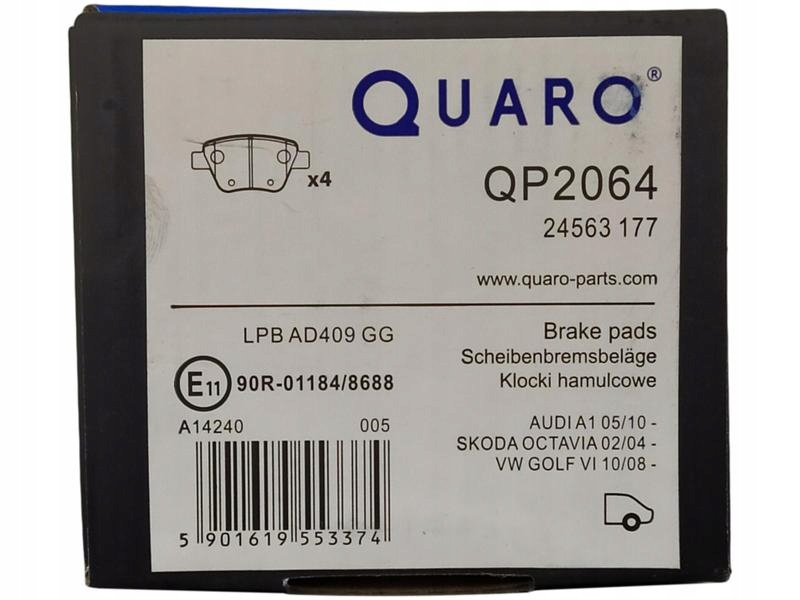 QUARO®
x4
QP2064
24563 177
www.quaro-parts.com
LPB AD409 GG
Brake pads
Scheibenbremsbeläge
Klocki hamulcowe
E11 90R-01184/8688
A14240 005
AUDI A1 05/10 -
SKODA OCTAVIA 02/04 -
VW GOLF VI 10/08 -
5 901619 553374